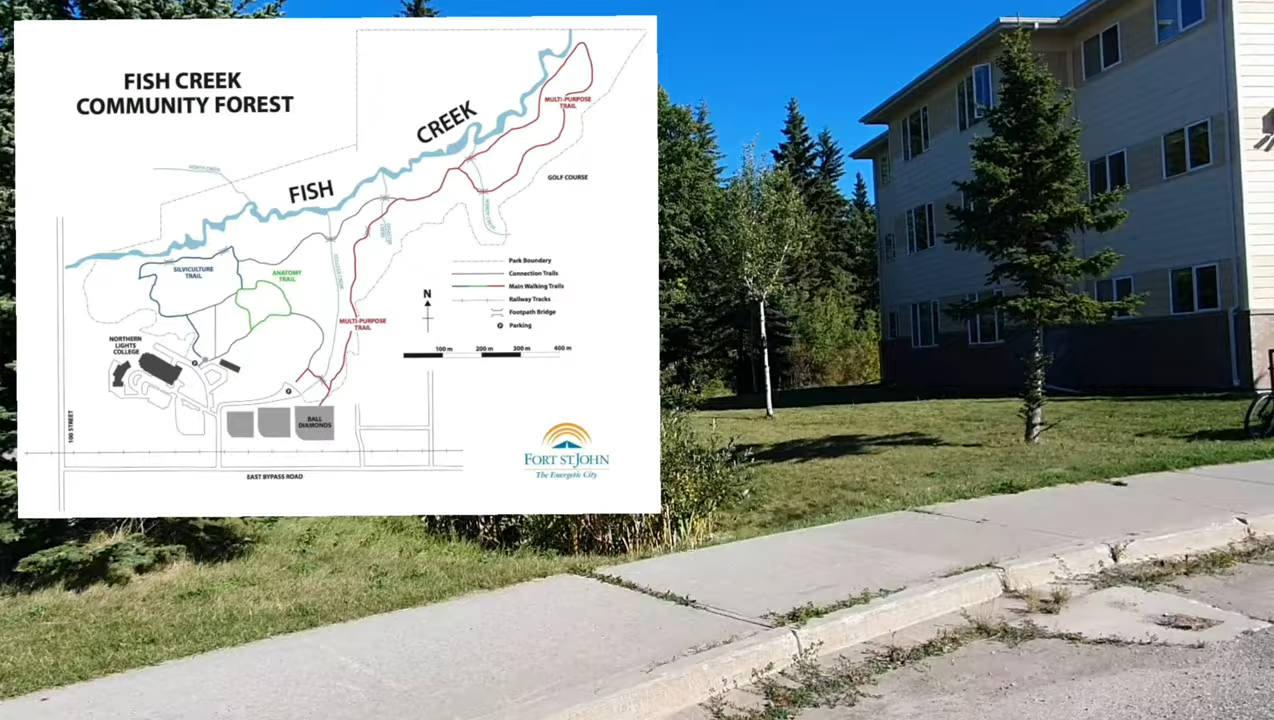 FISH CREEK
COMMUNITY FOREST
CREEK
FISH
MULTI-PURPOSE
TRAIL
GOLF COURSE
SILVICULTURE
TRAIL
ANATOMY
TRAIL
MULTI-PURPOSE
TRAIL
NORTHERN
LIGHTS
COLLEGE
P
P
BALL
DIAMONDS
100 STREET
EAST BYPASS ROAD
N
Park Boundary
Connection Trails
Main Walking Trails
Railway Tracks
Footpath Bridge
P Parking
100 m 200 m 300 m 400 m
FORT ST JOHN
The Energetic City